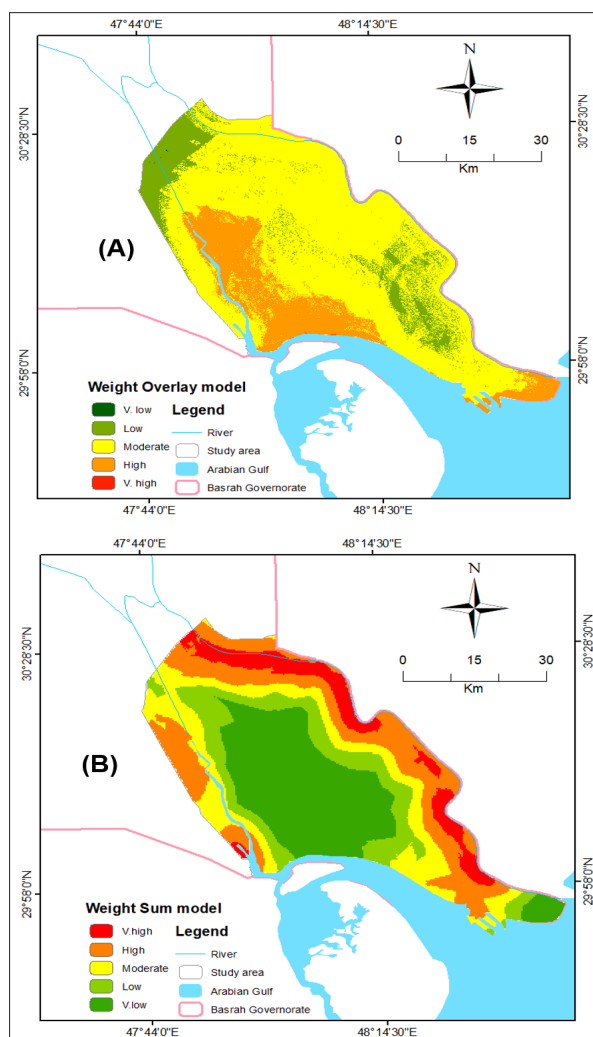 47°44'0"E 48°14'30"E
N
30°28'30"N 30°28'30"N
0 15 30
Km
(A)
29°58'0"N 29°58'0"N
Weight Overlay model
V. low
Low
Moderate
High
V. high
Legend
River
Study area
Arabian Gulf
Basrah Governorate
47°44'0"E 48°14'30"E
47°44'0"E 48°14'30"E
N
30°28'30"N 30°28'30"N
0 15 30
Km
(B)
29°58'0"N 29°58'0"N
Weight Sum model
V.high
High
Moderate
Low
V.low
Legend
River
Study area
Arabian Gulf
Basrah Governorate
47°44'0"E 48°14'30"E